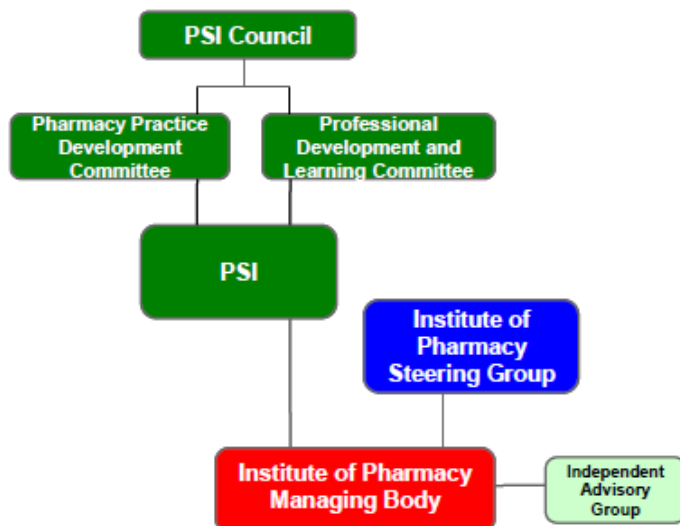 PSI Council
Pharmacy Practice
Development
Committee
Professional
Development and
Learning Committee
PSI
Institute of
Pharmacy
Steering Group
Institute of Pharmacy
Managing Body
Independent
Advisory
Group